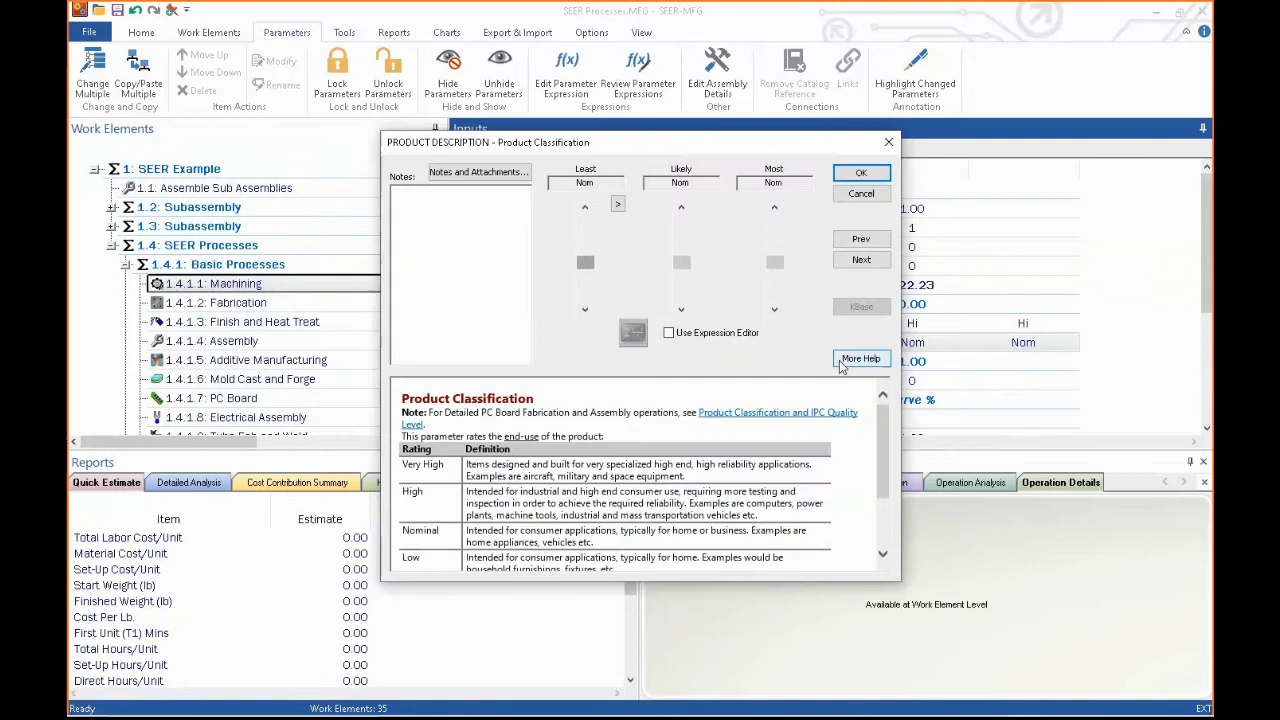 SEER Processes.MFG - SEER-MFG
File
Home
Work Elements
Parameters
Tools
Reports
Charts
Export & Import
Options
View
Change Multiple
Copy/Paste Multiple
Move Up
Move Down
Delete
Modify
Rename
Lock Parameters
Unlock Parameters
Hide Parameters
Unhide Parameters
f(x)
Edit Parameter Expression
f(x)
Review Parameter Expressions
Edit Assembly Details
Remove Catalog Reference
Links
Highlight Changed Parameters
Change and Copy
Item Actions
Lock and Unlock
Hide and Show
Expressions
Other
Connections
Annotation
Work Elements
Inputs
1: SEER Example
1.1: Assemble Sub Assemblies
1.2: Subassembly
1.3: Subassembly
1.4: SEER Processes
1.4.1: Basic Processes
1.4.1.1: Machining
1.4.1.2: Fabrication
1.4.1.3: Finish and Heat Treat
1.4.1.4: Assembly
1.4.1.5: Additive Manufacturing
1.4.1.6: Mold Cast and Forge
1.4.1.7: PC Board
1.4.1.8: Electrical Assembly
PRODUCT DESCRIPTION - Product Classification
Notes:
Notes and Attachments...
Least
Likely
Most
Nom
Nom
Nom
>
OK
Cancel
Prev
Next
KBase
Use Expression Editor
More Help
Product Classification
Note: For Detailed PC Board Fabrication and Assembly operations, see Product Classification and IPC Quality
Level.
This parameter rates the end-use of the product:
Rating Definition
Very High Items designed and built for very specialized high end, high reliability applications.
Examples are aircraft, military and space equipment.
High Intended for industrial and high end consumer use, requiring more testing and
inspection in order to achieve the required reliability. Examples are computers, power
plants, machine tools, industrial and mass transportation vehicles etc.
Nominal Intended for consumer applications, typically for home or business. Examples are
home appliances, vehicles etc.
Low Intended for consumer applications, typically for home. Examples would be
household furnishings, fixtures, etc.
1.00
1
0
0
22.23
0.00
Hi Hi
Nom Nom
1.00
0
rve %
Reports
Quick Estimate
Detailed Analysis
Cost Contribution Summary
Operation Analysis
Operation Details
Item Estimate
Total Labor Cost/Unit 0.00
Material Cost/Unit 0.00
Set-Up Cost/Unit 0.00
Start Weight (lb) 0.00
Finished Weight (lb) 0.00
Cost Per Lb. 0.00
First Unit (T1) Mins 0.00
Total Hours/Unit 0.00
Set-Up Hours/Unit 0.00
Direct Hours/Unit 0.00
Available at Work Element Level
Ready
Work Elements: 35
EXT